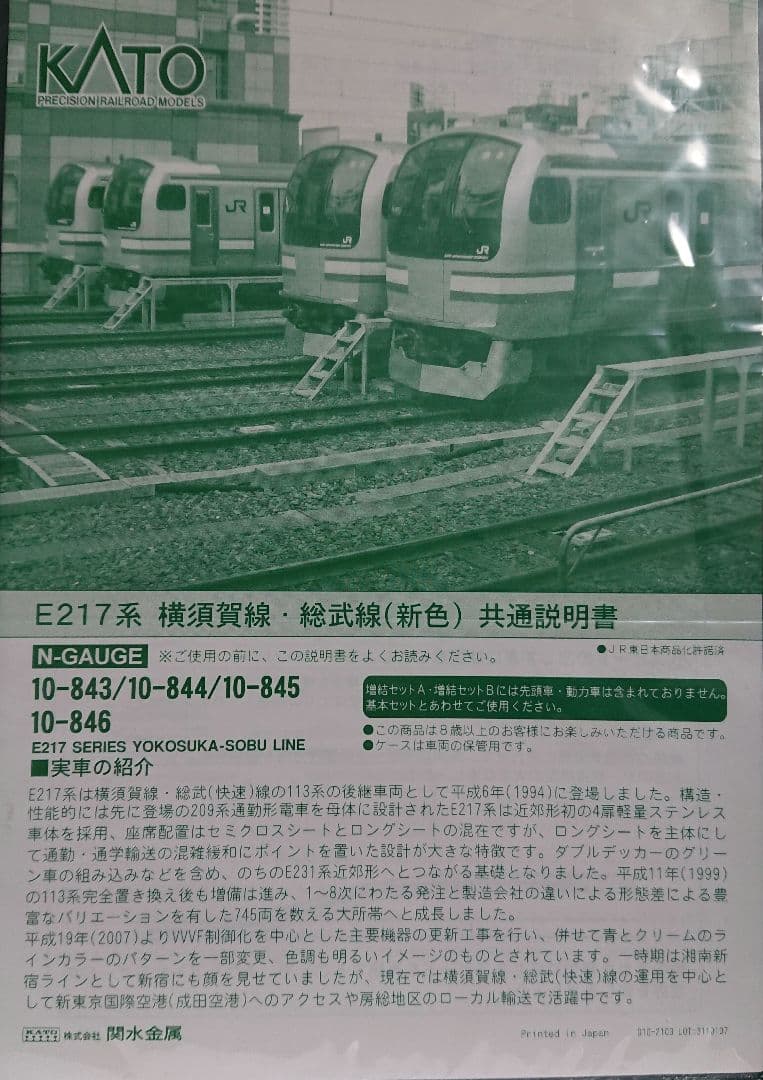 KATO
PRECISION RAILROAD MODELS
JR
JR
JR
JR
E217系 横須賀線・総武線(新色) 共通説明書
N-GAUGE ※ご使用の前に、この説明書をよくお読みください。
●JR東日本商品化許諾済
10-843/10-844/10-845
10-846
E217 SERIES YOKOSUKA-SOBU LINE
増結セットA・増結セットBには先頭車・動力車は含まれておりません。
基本セットとあわせてご使用ください。
●この商品は8歳以上のお客様にお楽しみいただける商品です。
●ケースは車両の保管用です。
■実車の紹介
E217系は横須賀線・総武(快速)線の113系の後継車両として平成6年(1994)に登場しました。構造・
性能的には先に登場の209系通勤形電車を母体に設計されたE217系は近郊形初の4扉軽量ステンレス
車体を採用、座席配置はセミクロスシートとロングシートの混在ですが、ロングシートを主体にし
て通勤・通学輸送の混雑緩和にポイントを置いた設計が大きな特徴です。ダブルデッカーのグリー
ン車の組み込みなどを含め、のちのE231系近郊形へとつながる基礎となりました。平成11年(1999)
の113系完全置き換え後も増備は進み、1〜8次にわたる発注と製造会社の違いによる形態差による豊
富なバリエーションを有した745両を数える大所帯へと成長しました。
平成19年(2007)よりVVVF制御化を中心とした主要機器の更新工事を行い、併せて青とクリームのラ
インカラーのパターンを一部変更、色調も明るいイメージのものとされています。一時期は湘南新
宿ラインとして新宿にも顔を見せていましたが、現在では横須賀線・総武(快速)線の運用を中心と
して新東京国際空港(成田空港)へのアクセスや房総地区のローカル輸送で活躍中です。
KATO 株式会社 関水金属
Printed in Japan